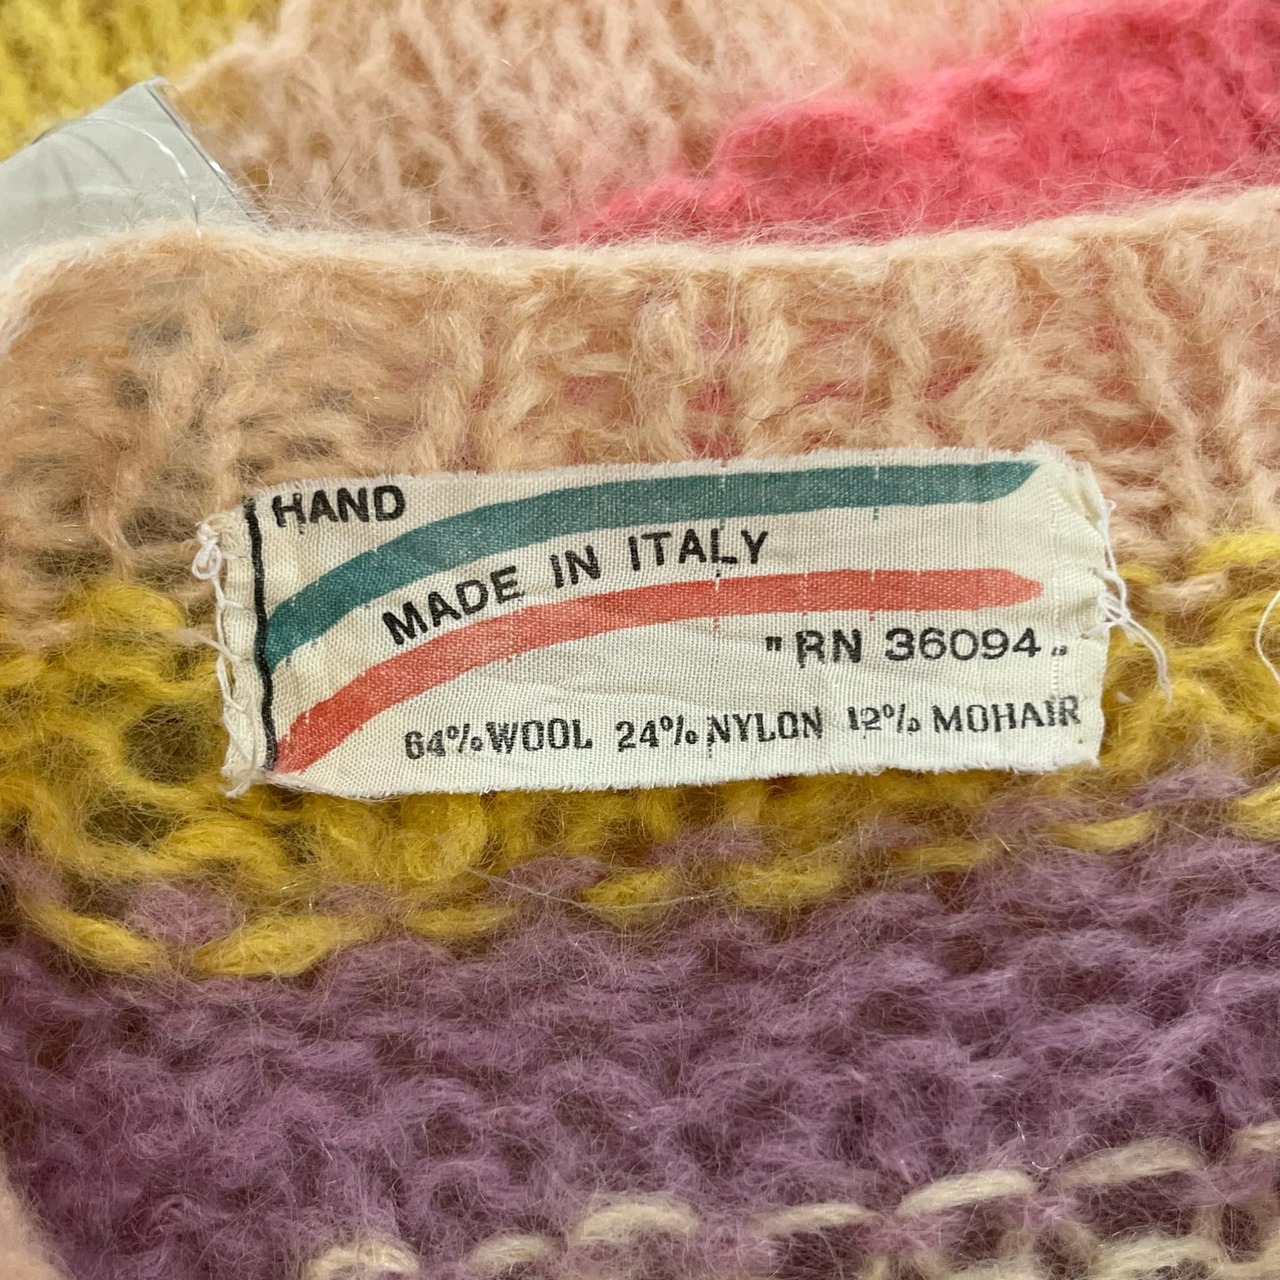 HAND
MADE IN ITALY
"RN 36094"
64% WOOL 24% NYLON 12% MOHAIR